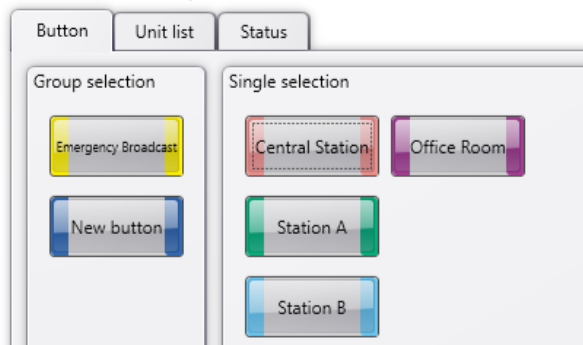 Button
Unit list
Status
Group selection
Emergency Broadcast
New button
Single selection
Central Station
Office Room
Station A
Station B